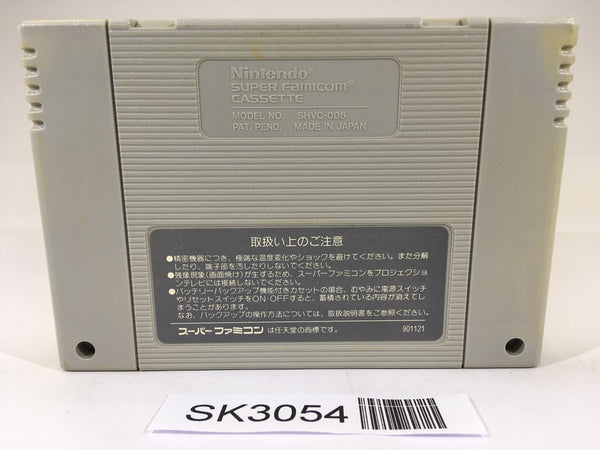 Nintendo®
SUPER FAMICOM®
CASSETTE
MODEL NO. SHVC-006
PAT. PEND. MADE IN JAPAN
取扱い上のご注意
●精密機器につき、極端な温度変化やショックを避けてください。また分解
したり、端子部を汚したりしないでください。
●残像現象(画面焼け)が生ずるため、スーパーファミコンをプロジェクショ
ンテレビには接続しないでください。
●バッテリーバックアップ機能付きカセットの場合、むやみに電源スイッチ
やリセットスイッチをON・OFFすると、蓄積されている内容が消えてし
まうことがあります。
なお、バックアップの操作方法については、取扱説明書をご参照ください。
スーパーファミコン は任天堂の商標です。 901121
SK3054